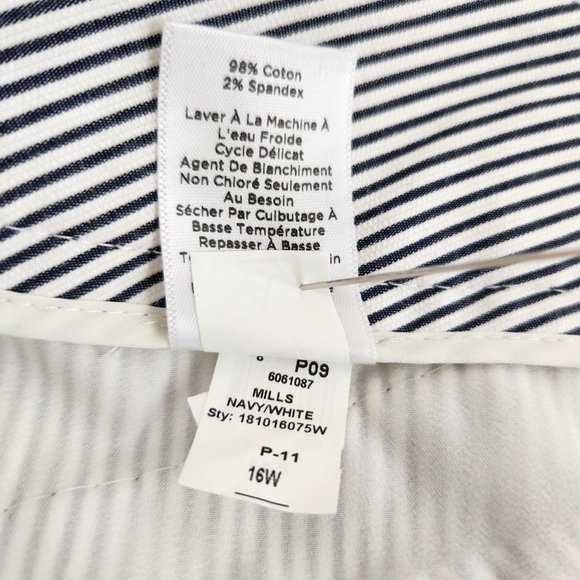 98% Coton
2% Spandex
Laver À La Machine À
L'eau Froide
Cycle Délicat
Agent De Blanchiment
Non Chloré Seulement
Au Besoin
Sécher Par Culbutage À
Basse Température
Repasser À Basse
P09
6061087
MILLS
NAVY/WHITE
Sty: 181016075W
P-11
16W